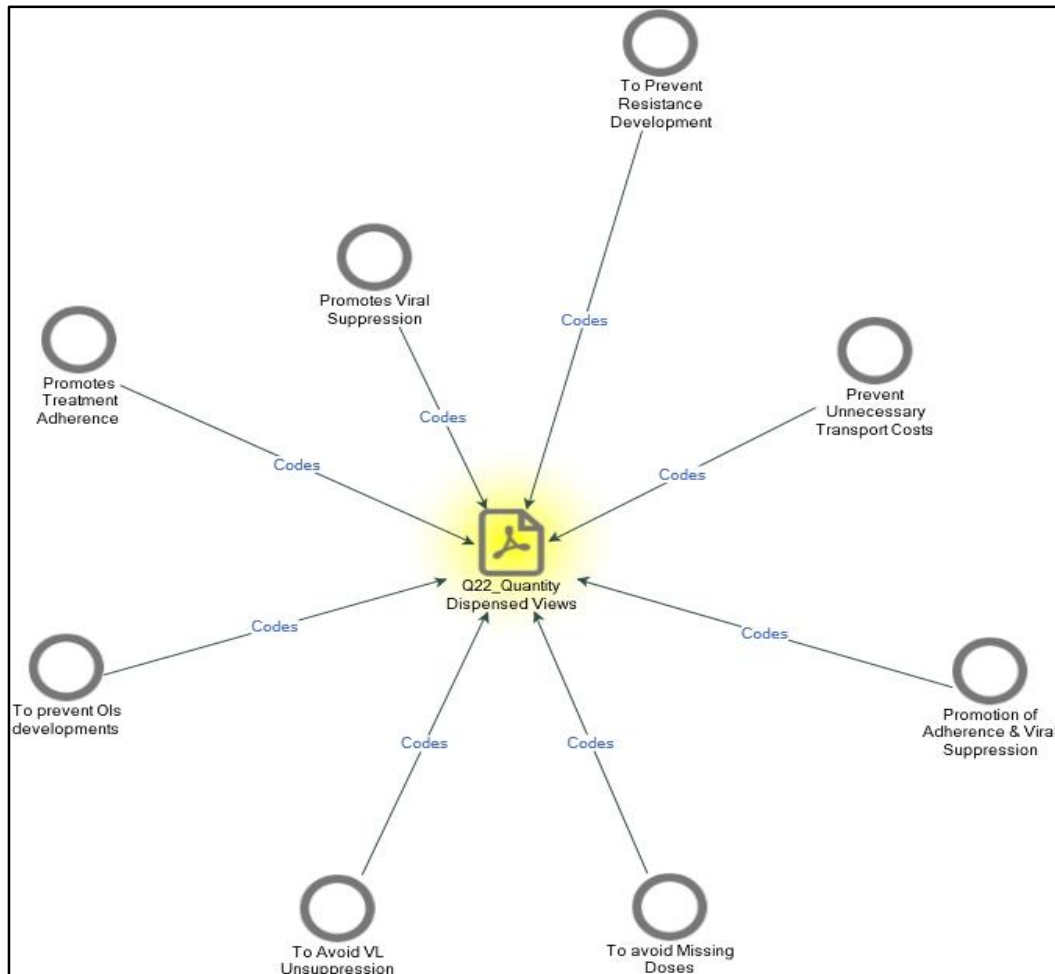 To Prevent
Resistance
Development
Promotes Viral
Suppression
Codes
Promotes
Treatment
Adherence
Prevent
Unnecessary
Transport Costs
Codes
Codes
Codes
Q22_Quantity
Dispensed Views
Codes
Codes
To prevent OIs
developments
Promotion of
Adherence & Viral
Suppression
Codes
Codes
To Avoid VL
Unsuppression
To avoid Missing
Doses